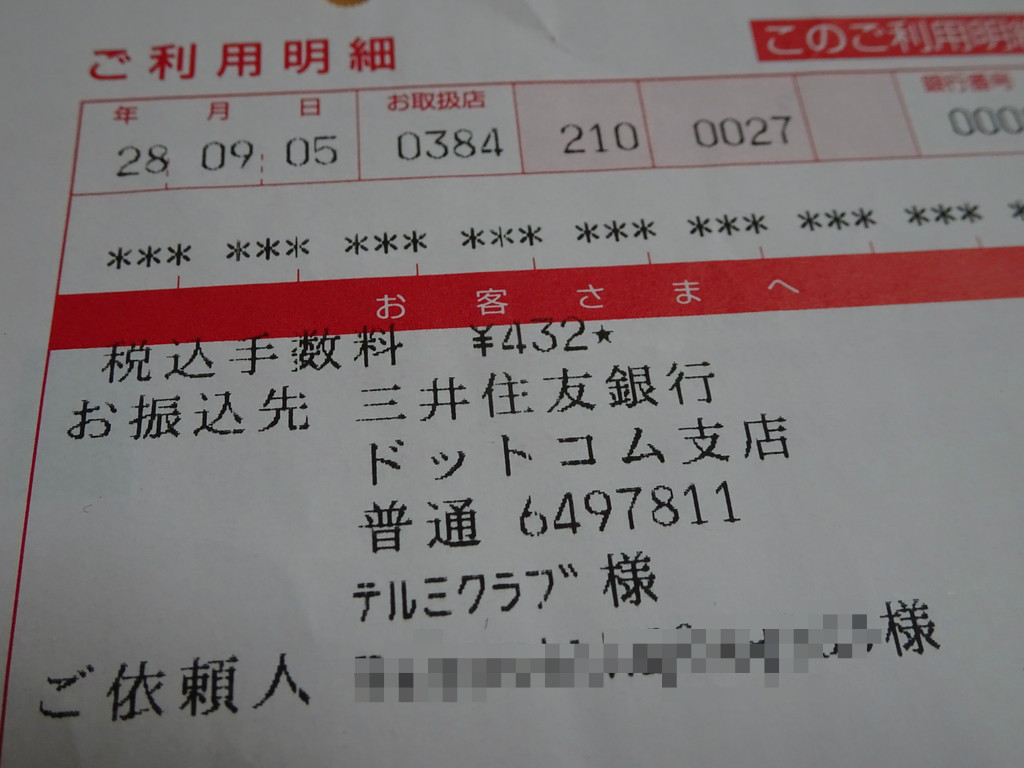 ご利用明細
このご利用明細
年 月 日 お取扱店 銀行番号
28 09 05 0384 210 0027 000
*** *** *** *** *** *** *** ***
お客さまへ
税込手数料 ¥432★
お振込先 三井住友銀行
ドットコム支店
普通 6497811
テルミクラブ 様
ご依頼人 様